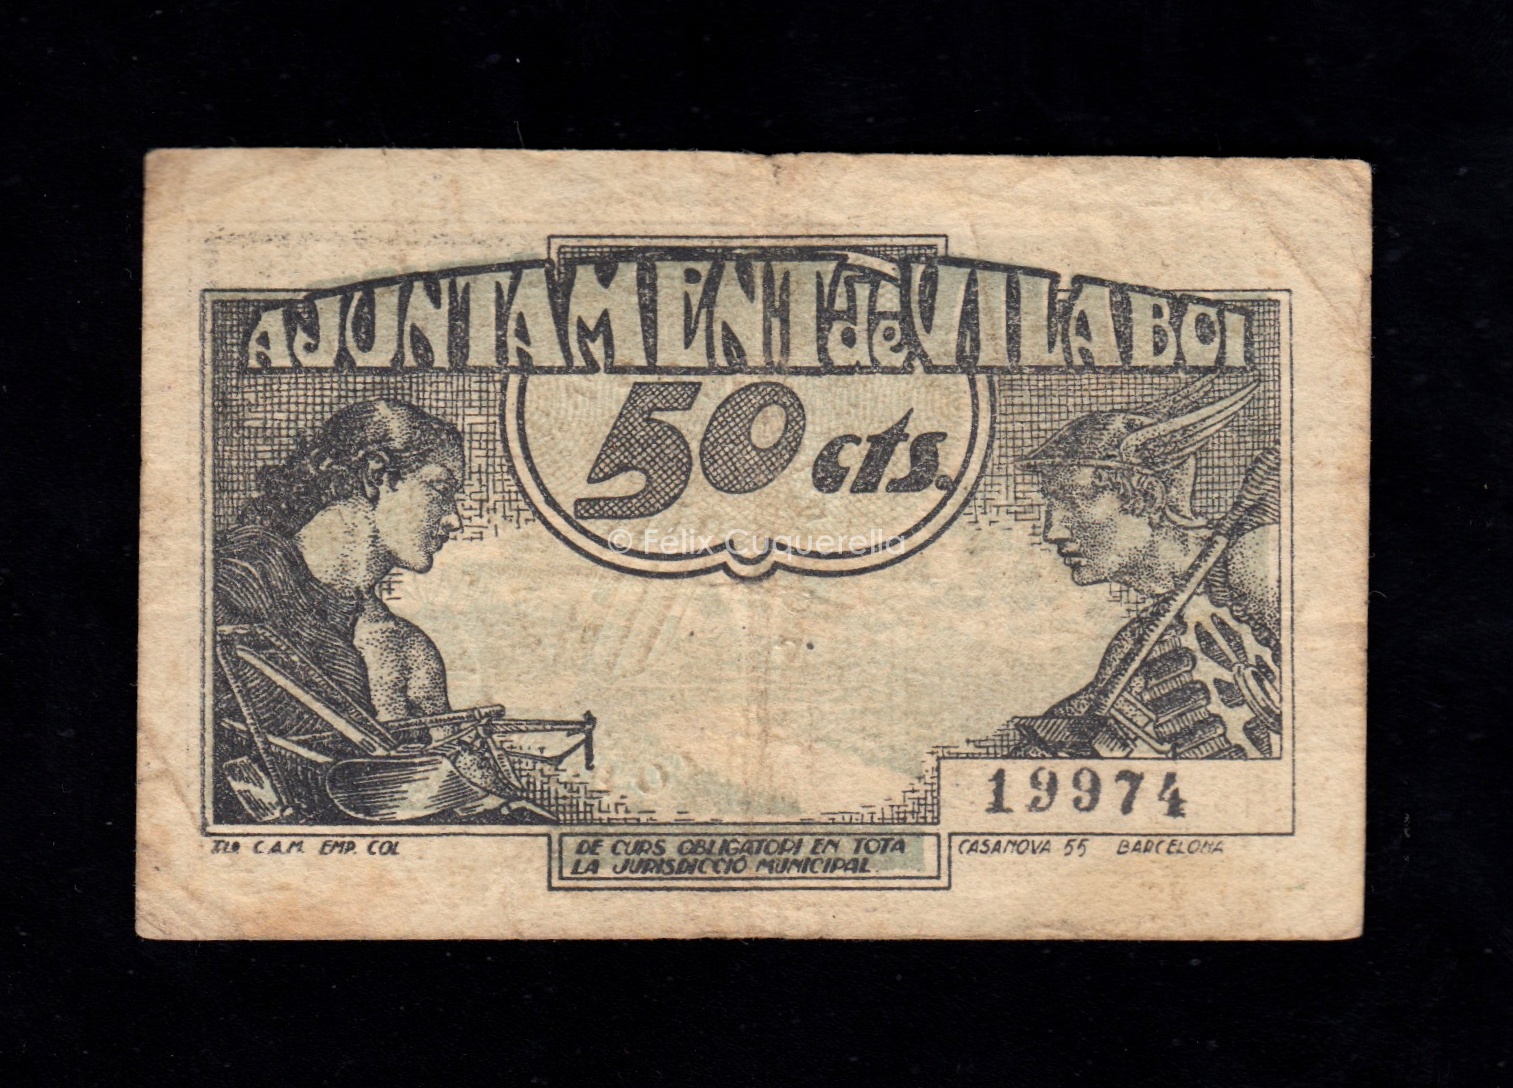 AJUNTAMENT de VILABOI
50 cts.
© Fèlix Cuquerella
19974
DE CURS OBLIGATORI EN TOTA
LA JURISDICCIÓ MUNICIPAL
C.A.M. EMP. COL
CASANOVA 55 BARCELONA